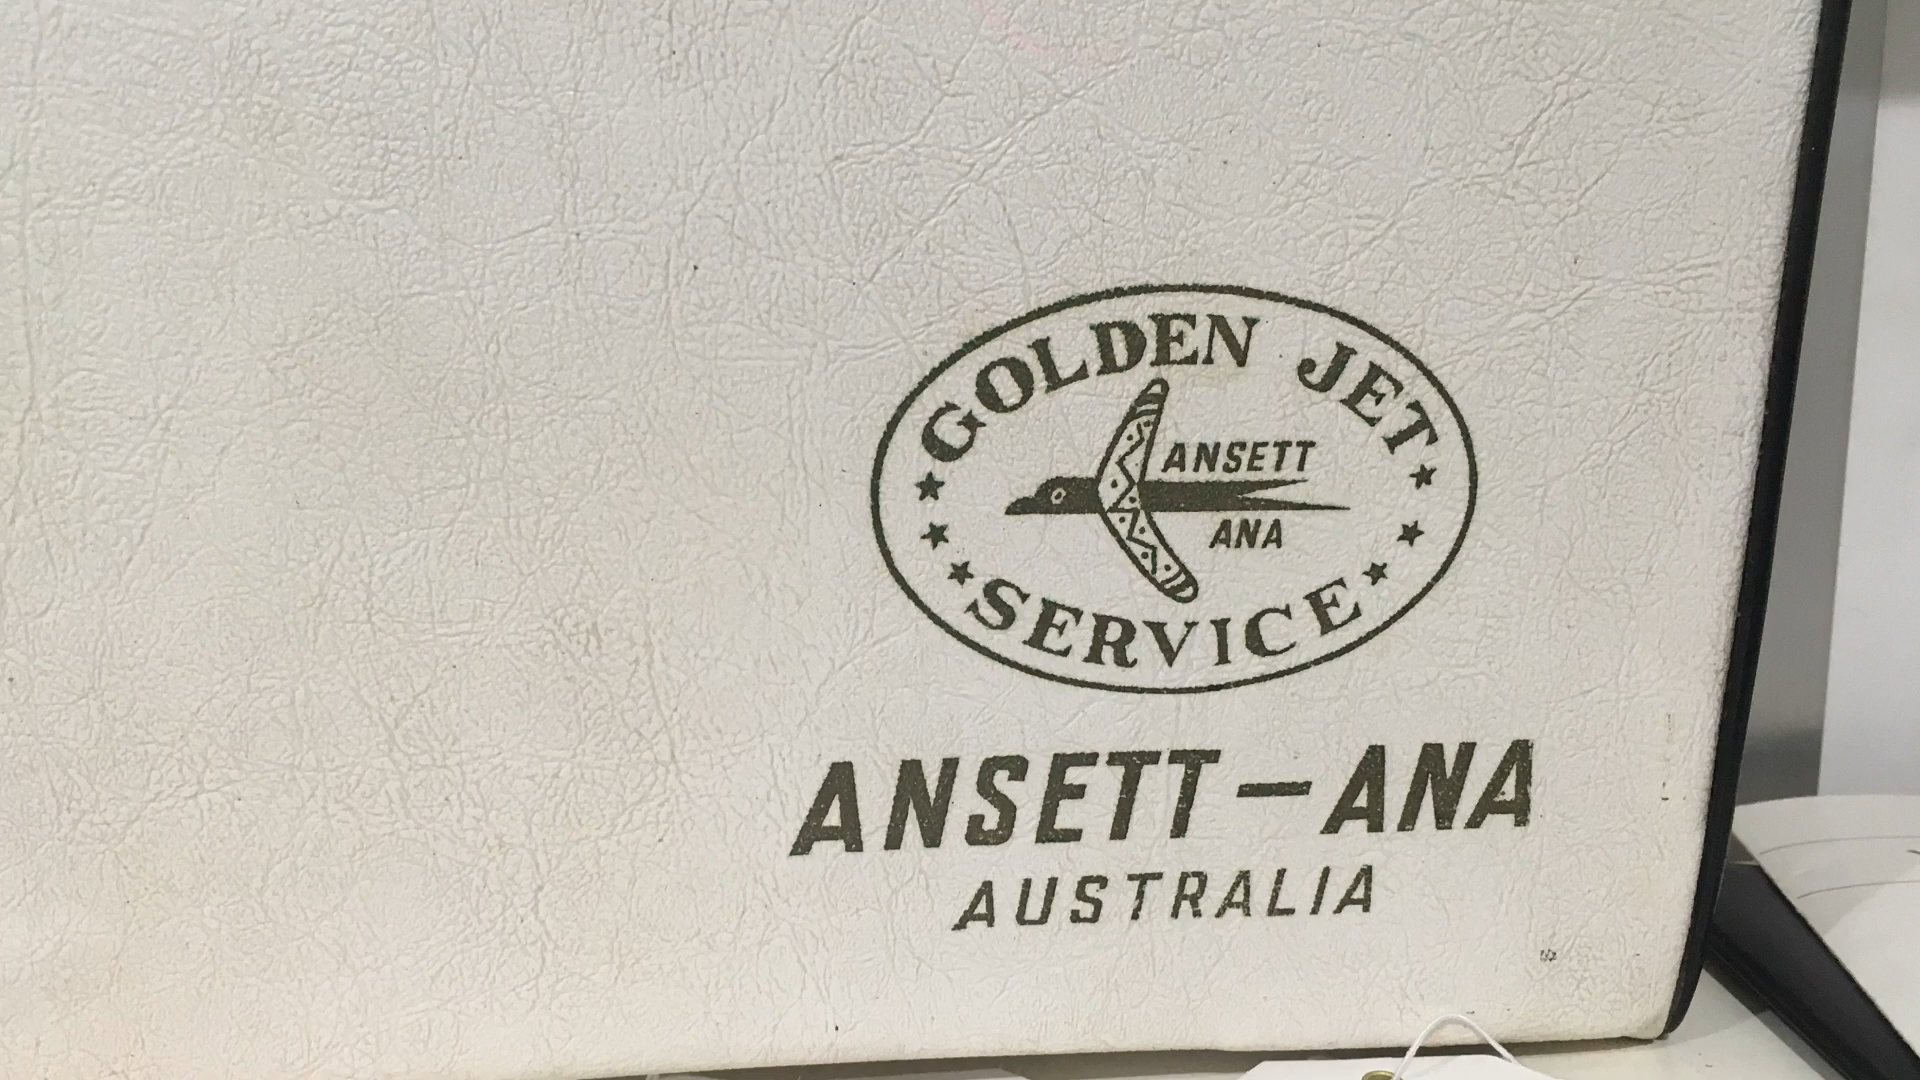 GOLDEN JET
ANSETT
ANA
SERVICE
ANSETT—ANA
AUSTRALIA